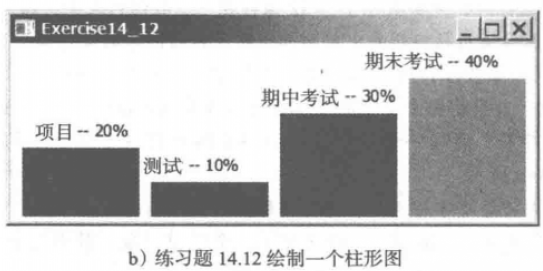 Exercise14_12
期末考试 -- 40%
期中考试 -- 30%
项目 -- 20%
测试 -- 10%
b）练习题 14.12 绘制一个柱形图